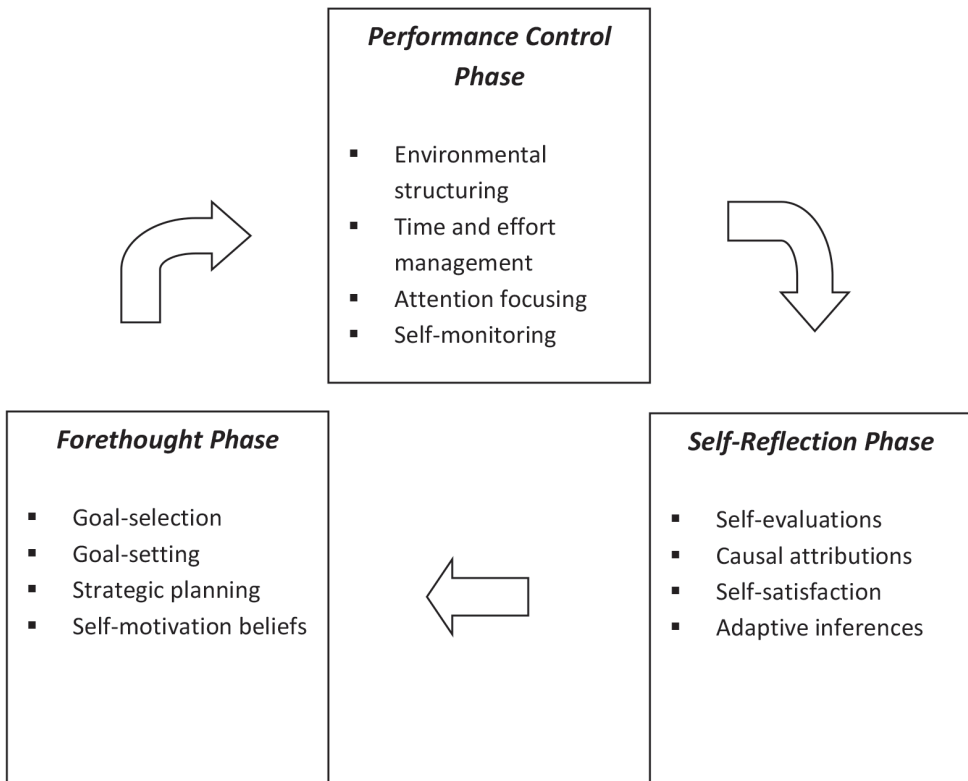 Performance Control
Phase
▪ Environmental
structuring
▪ Time and effort
management
▪ Attention focusing
▪ Self-monitoring
Forethought Phase
▪ Goal-selection
▪ Goal-setting
▪ Strategic planning
▪ Self-motivation beliefs
Self-Reflection Phase
▪ Self-evaluations
▪ Causal attributions
▪ Self-satisfaction
▪ Adaptive inferences